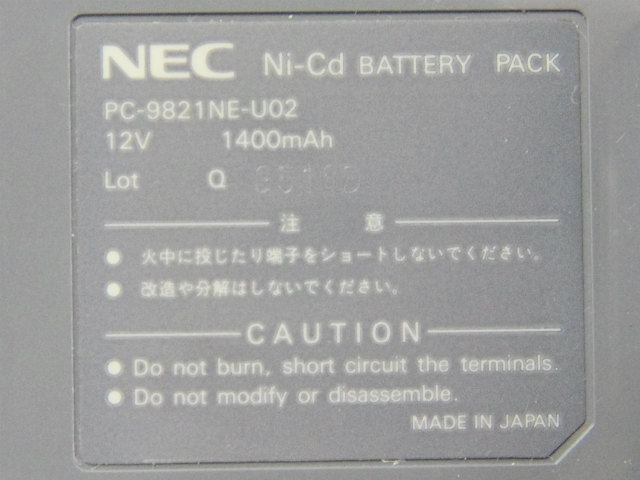 NEC Ni-Cd BATTERY PACK
PC-9821NE-U02
12V 1400mAh
Lot Q
注 意
● 火中に投じたり端子をショートしないでください。
● 改造や分解はしないでください。
CAUTION
● Do not burn, short circuit the terminals.
● Do not modify or disassemble.
MADE IN JAPAN